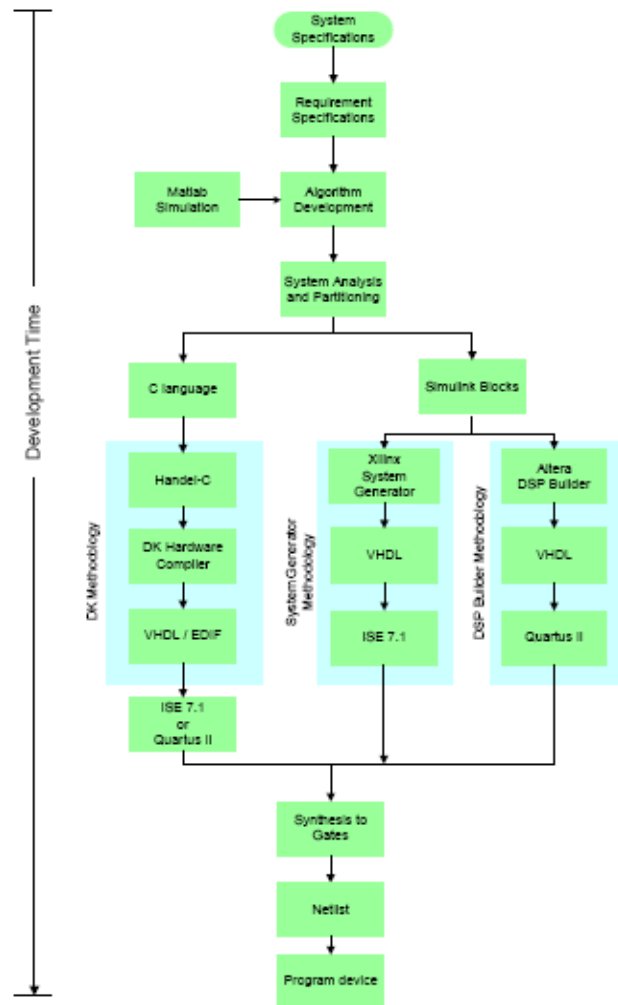 System
Specifications
Requirement
Specifications
Matlab
Simulation
Algorithm
Development
System Analysis
and Partitioning
Development Time
C language
Simulink Blocks
DK Methodology
Handel-C
DK Hardware
Compiler
VHDL / EDIF
ISE 7.1
or
Quartus II
System Generator
Methodology
Xilinx
System
Generator
VHDL
ISE 7.1
DSP Builder Methodology
Altera
DSP Builder
VHDL
Quartus II
Synthesis to
Gates
Netlist
Program device